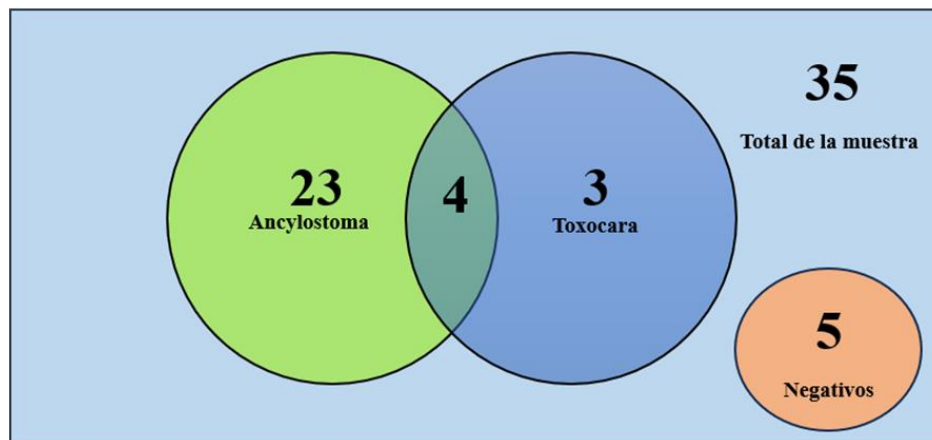 35
Total de la muestra
23
Ancylostoma
4
3
Toxocara
5
Negativos